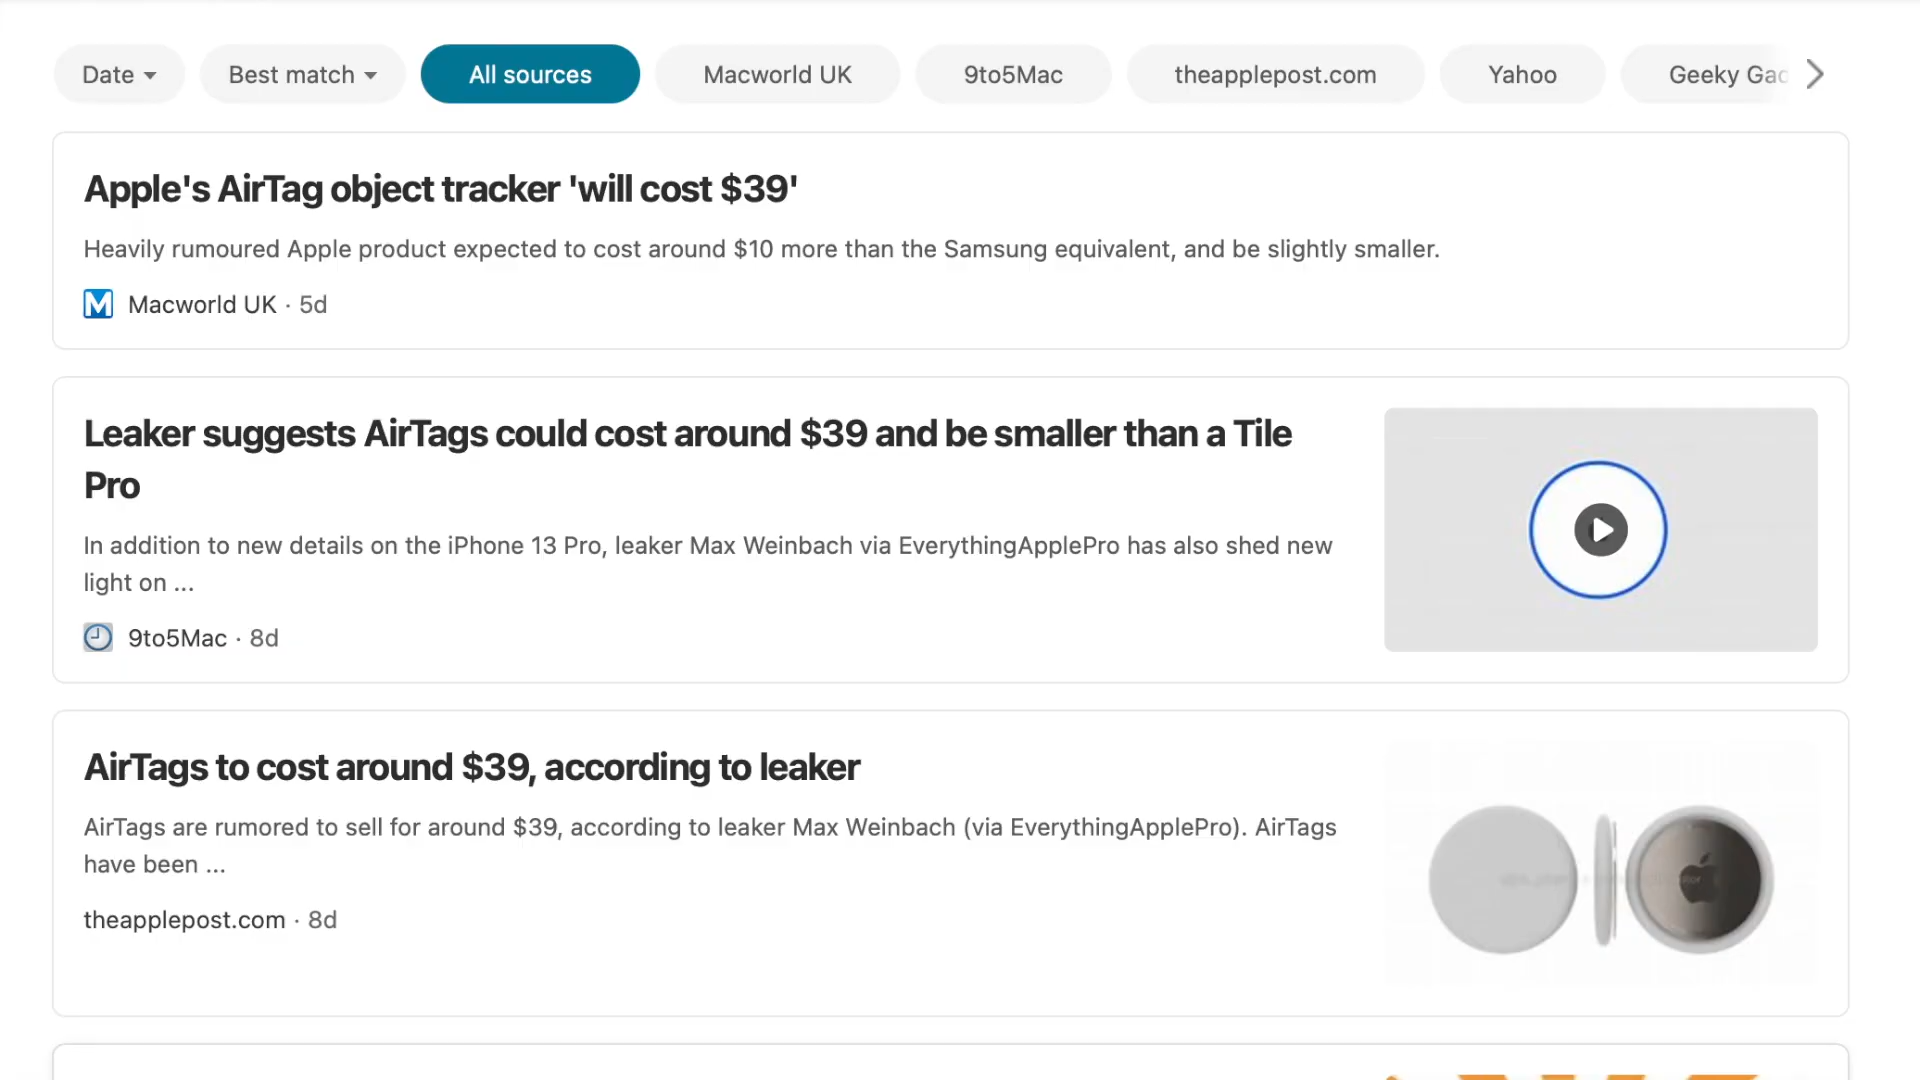 Date
Best match
All sources
Macworld UK
9to5Mac
theapplepost.com
Yahoo
Geeky
Apple's AirTag object tracker 'will cost $39'
Heavily rumoured Apple product expected to cost around $10 more than the Samsung equivalent, and be slightly smaller.
M Macworld UK · 5d
Leaker suggests AirTags could cost around $39 and be smaller than a Tile
Pro
In addition to new details on the iPhone 13 Pro, leaker Max Weinbach via EverythingApplePro has also shed new
light on ...
9to5Mac · 8d
AirTags to cost around $39, according to leaker
AirTags are rumored to sell for around $39, according to leaker Max Weinbach (via EverythingApplePro). AirTags
have been ...
theapplepost.com · 8d